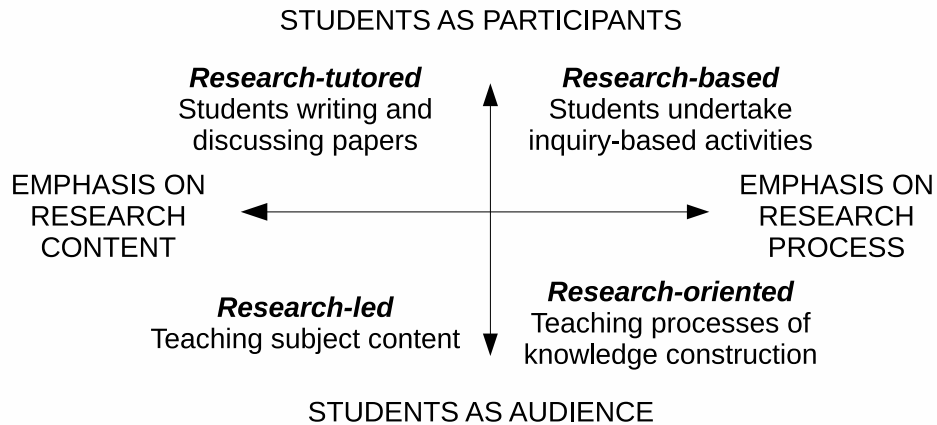 STUDENTS AS PARTICIPANTS
Research-tutored
Students writing and
discussing papers
Research-based
Students undertake
inquiry-based activities
EMPHASIS ON
RESEARCH
CONTENT
EMPHASIS ON
RESEARCH
PROCESS
Research-led
Teaching subject content
Research-oriented
Teaching processes of
knowledge construction
STUDENTS AS AUDIENCE